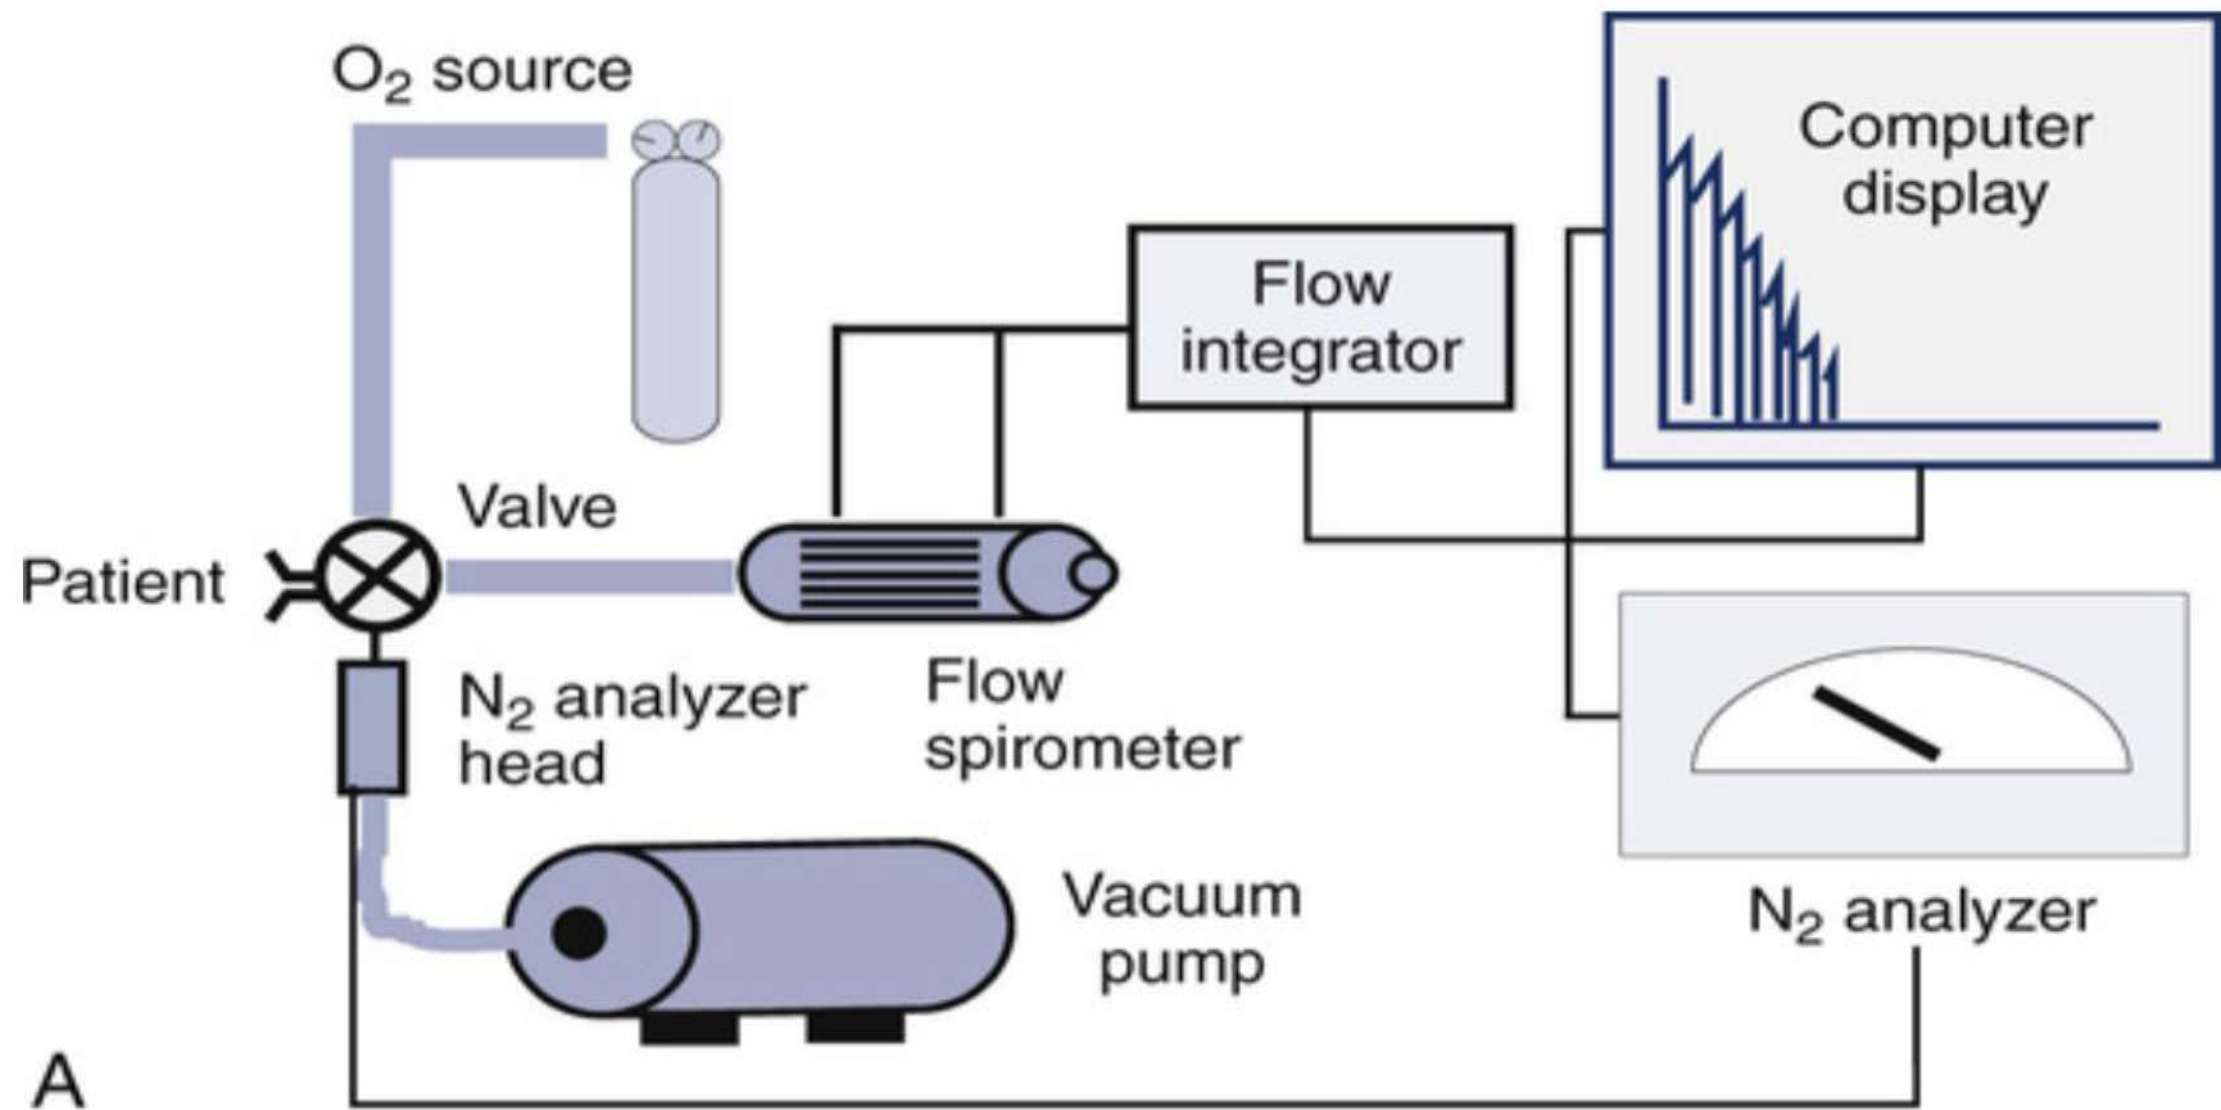 O₂ source
Computer
display
Flow
integrator
Valve
Patient
N₂ analyzer
head
Flow
spirometer
Vacuum
pump
N₂ analyzer
A